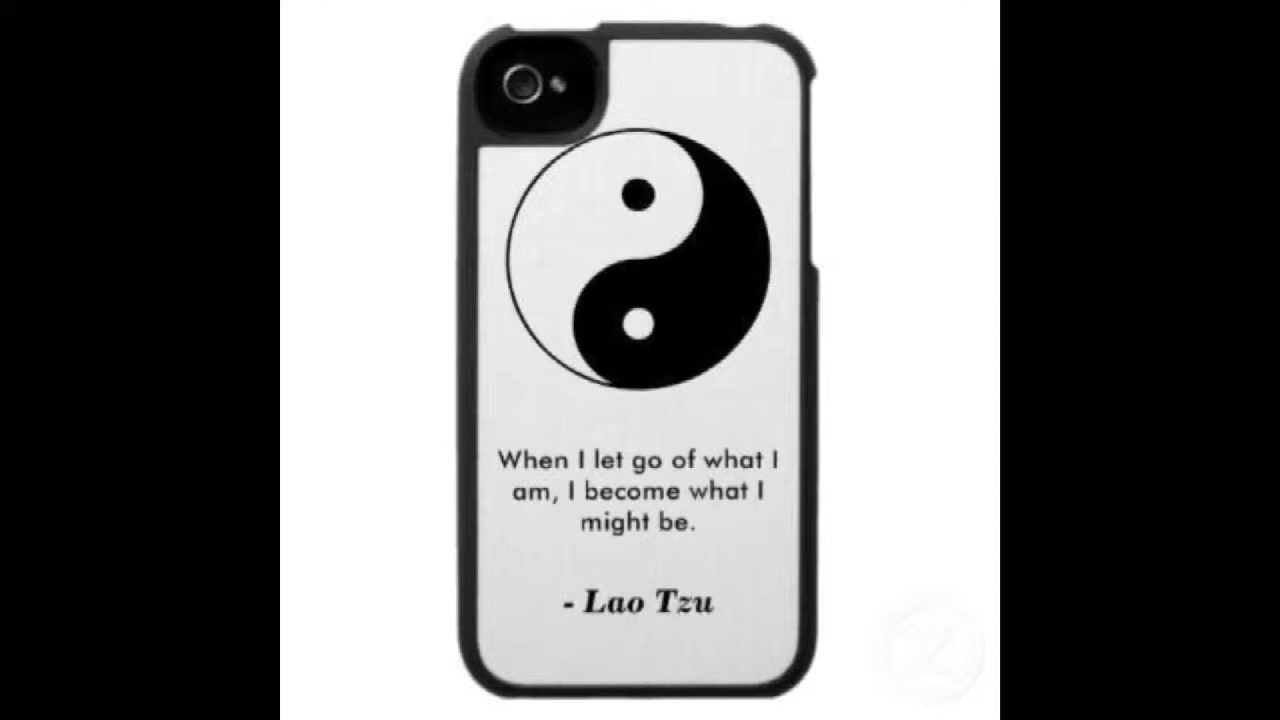 When I let go of what I
am, I become what I
might be.
- Lao Tzu